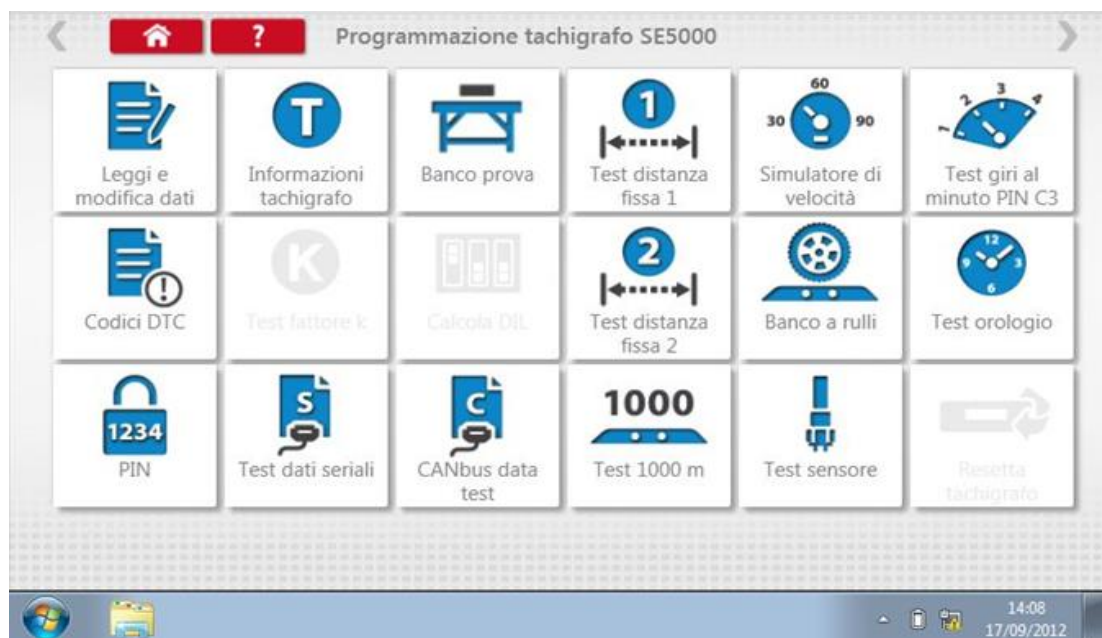 ?
Programmazione tachigrafo SE5000
Leggi e
modifica dati
T
Informazioni
tachigrafo
Banco prova
1
Test distanza
fissa 1
30
60
90
Simulatore di
velocità
1
2
3
4
Test giri al
minuto PIN C3
Codici DTC
K
Test fattore k
Calcola DIL
2
Test distanza
fissa 2
Banco a rulli
12
9
3
6
Test orologio
1234
PIN
S
Test dati seriali
C
CANbus data
test
1000
Test 1000 m
Test sensore
Resetta
tachigrafo
14:08
17/09/2012